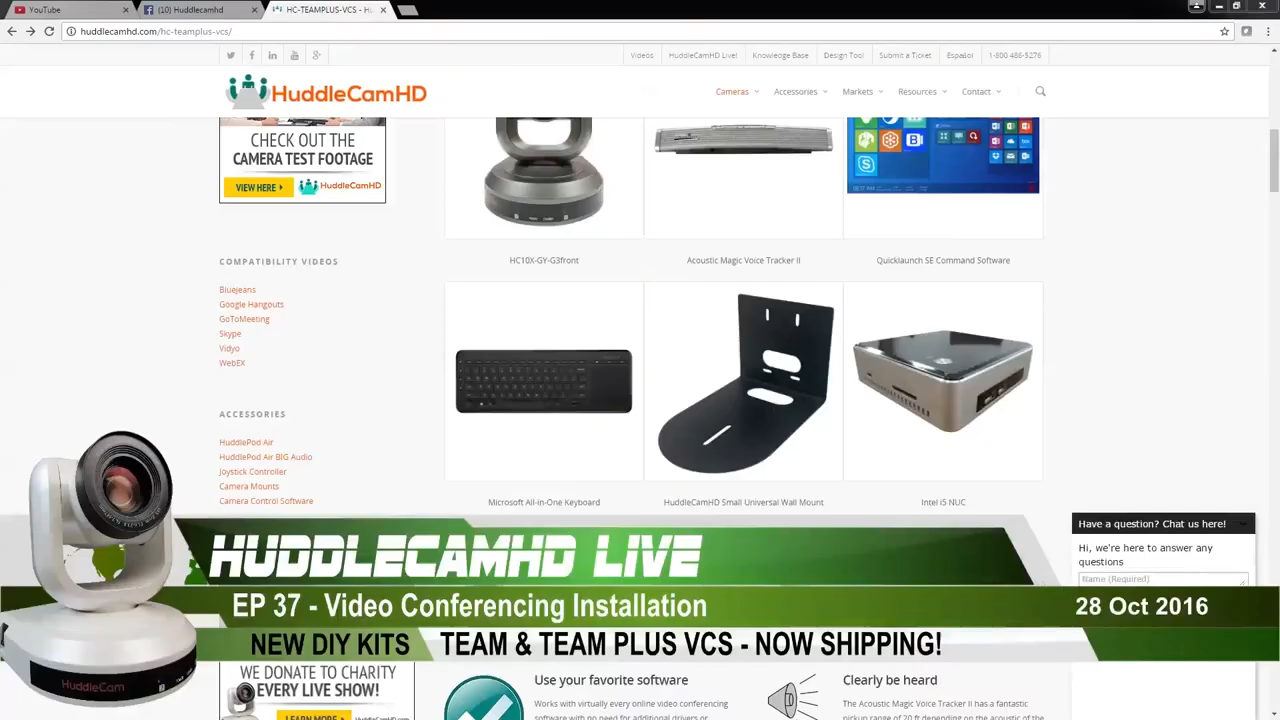 YouTube
(10) Huddlecamhd
HC-TEAMPLUS-VCS - Hu
huddlecamhd.com/hc-teamplus-vcs/
Videos HuddleCamHD Live! Knowledge Base Design Tool Submit a Ticket Español 1-800 486-5276
HuddleCamHD
Cameras Accessories Markets Resources Contact
CHECK OUT THE
CAMERA TEST FOOTAGE
VIEW HERE HuddleCamHD
HC10X-GY-G3front
Acoustic Magic Voice Tracker II
Quicklaunch SE Command Software
COMPATIBILITY VIDEOS
Bluejeans
Google Hangouts
GoToMeeting
Skype
Vidyo
WebEX
ACCESSORIES
HuddlePod Air
HuddlePod Air BIG Audio
Joystick Controller
Camera Mounts
Camera Control Software
Microsoft All-in-One Keyboard
HuddleCamHD Small Universal Wall Mount
Intel i5 NUC
Have a question? Chat us here!
Hi, we're here to answer any
questions
Name (Required)
HUDDLECAMHD LIVE
EP 37 - Video Conferencing Installation
28 Oct 2016
NEW DIY KITS TEAM & TEAM PLUS VCS - NOW SHIPPING!
HuddleCam
WE DONATE TO CHARITY
EVERY LIVE SHOW!
LEARN MORE
Use your favorite software
Works with virtually every online video conferencing
software with no need for additional drivers or
Clearly be heard
The Acoustic Magic Voice Tracker II has a fantastic
pickup range of 20 ft depending on the acoustic of the